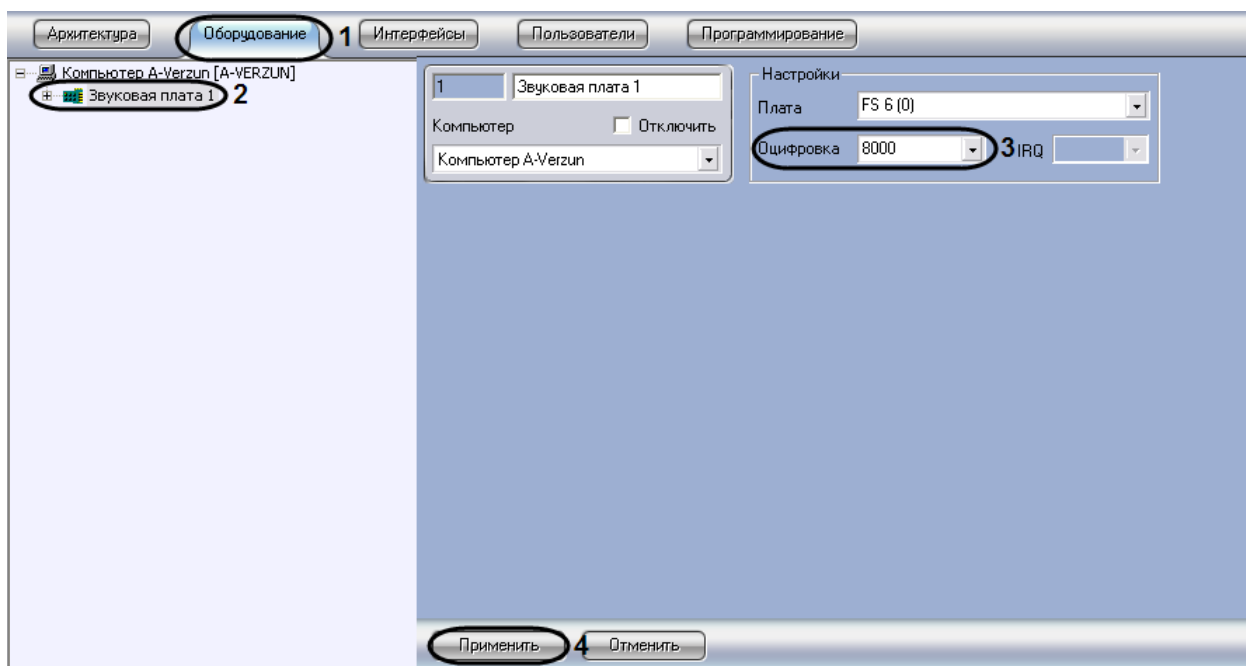 Архитектура Оборудование 1 Интерфейсы Пользователи Программирование
Компьютер A-Verzun [A-VERZUN]
Звуковая плата 1 2
1 Звуковая плата 1
Компьютер Отключить
Компьютер A-Verzun
Настройки
Плата FS 6 (0)
Оцифровка 8000 3 IRQ
Применить 4 Отменить